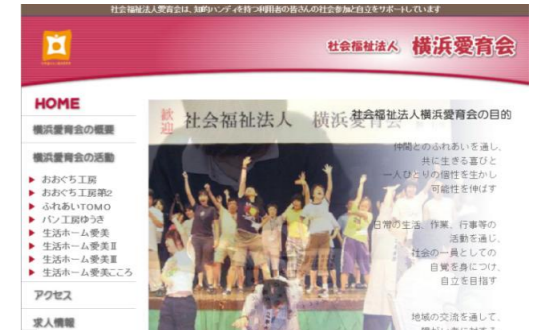 社会福祉法人愛育会は、知的ハンディを持つ利用者の皆さんの社会参加と自立をサポートしています
社会福祉法人 横浜愛育会
HOME
横浜愛育会の概要
横浜愛育会の活動
おおぐち工房
おおぐち工房第2
ふれあいTOMO
パン工房ゆうき
生活ホーム愛美
生活ホーム愛美Ⅱ
生活ホーム愛美Ⅲ
生活ホーム愛美こころ
アクセス
求人情報
歓迎 社会福祉法人 横浜愛育会
社会福祉法人横浜愛育会の目的
仲間とのふれあいを通し、
共に生きる喜びと
一人ひとりの個性を生かし
可能性を伸ばす
日常の生活、作業、行事等の
活動を通じ、
社会の一員としての
自覚を身につけ、
自立を目指す
地域の交流を通して、